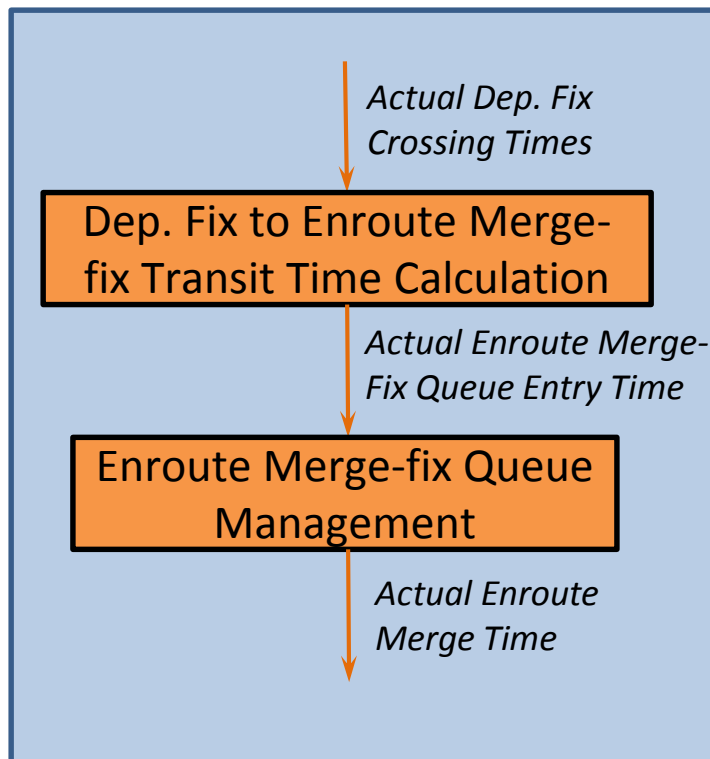 Actual Dep. Fix
Crossing Times
Dep. Fix to Enroute Merge-
fix Transit Time Calculation
Actual Enroute Merge-
Fix Queue Entry Time
Enroute Merge-fix Queue
Management
Actual Enroute
Merge Time